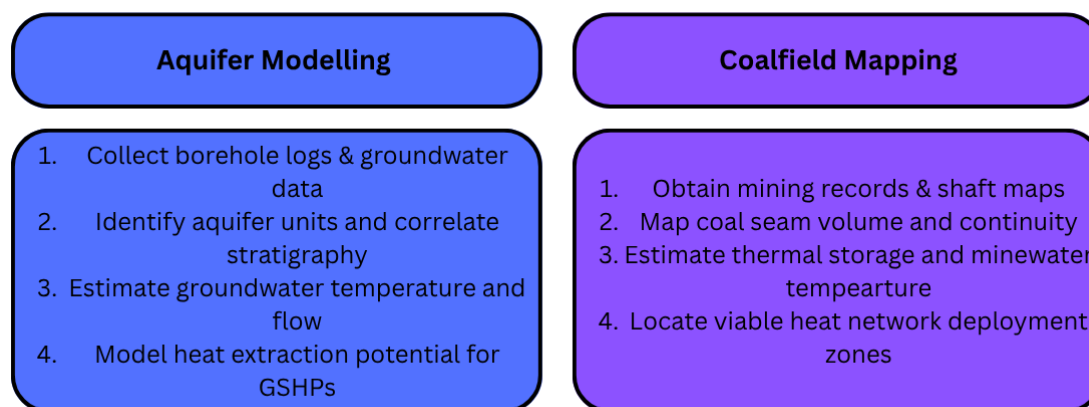 Aquifer Modelling
1. Collect borehole logs & groundwater
data
2. Identify aquifer units and correlate
stratigraphy
3. Estimate groundwater temperature and
flow
4. Model heat extraction potential for
GSHPs
Coalfield Mapping
1. Obtain mining records & shaft maps
2. Map coal seam volume and continuity
3. Estimate thermal storage and minewater
tempearture
4. Locate viable heat network deployment
zones